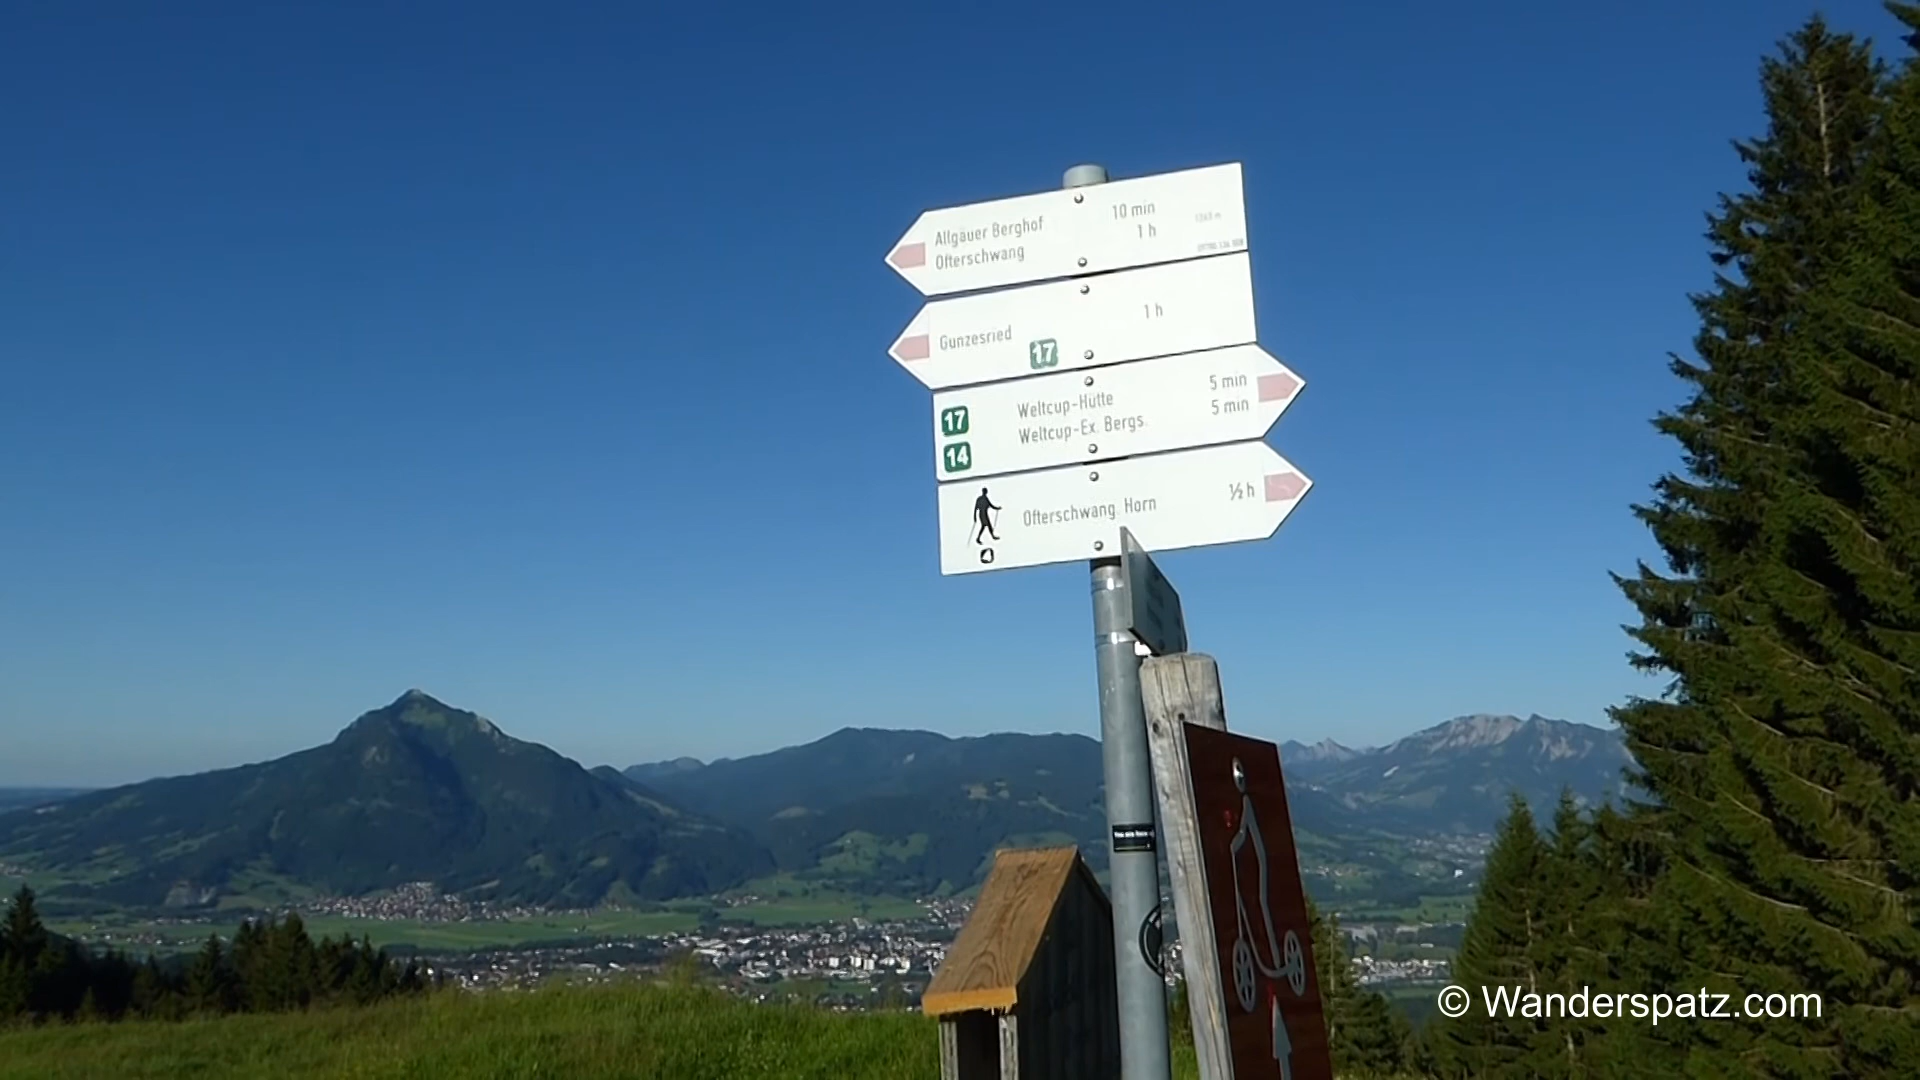 Allgäuer Berghof 10 min
Ofterschwang 1 h
1 h
Gunzesried
17
17
Weltcup-Hütte 5 min
Weltcup-Ex. Bergs. 5 min
14
Ofterschwang. Horn ½ h
© Wanderspatz.com